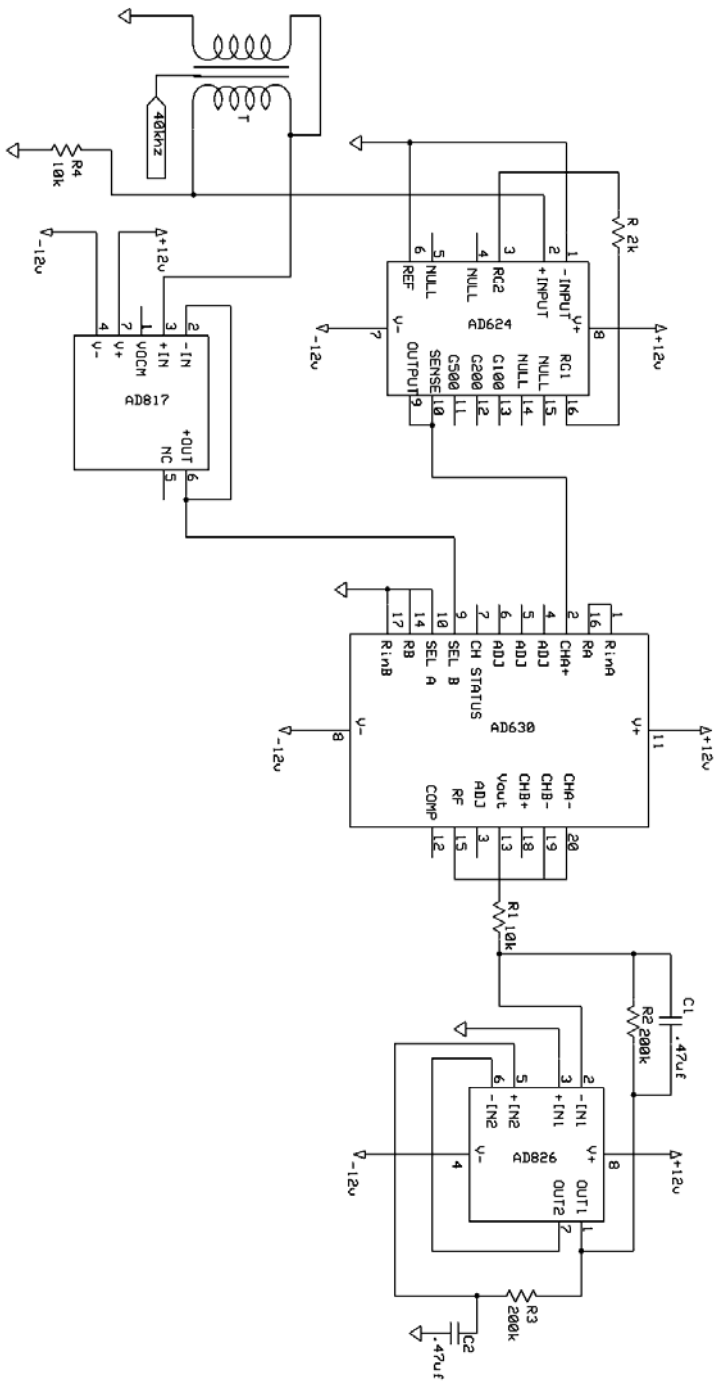 T
40khz
R4
10k
R 2k
1
2
3
4
5
6
-INPUT
+INPUT
RG2
NULL
NULL
REF
AD624
V+
8
+12v
V-
7
-12v
RG1
NULL
NULL
G100
G200
G500
SENSE
OUTPUT
16
15
14
13
12
11
10
9
2
3
1
7
4
-IN
+IN
VOCM
V+
V-
+12v
-12v
AD817
+OUT
NC
6
5
1
16
2
4
5
6
7
9
10
14
17
RinA
RA
CHA+
ADJ
ADJ
ADJ
CH STATUS
SEL B
SEL A
RB
RinB
AD630
V+
11
+12v
V-
8
-12v
CHA-
CHB-
CHB+
Vout
ADJ
RF
COMP
20
19
18
13
3
15
12
R1
10k
C1
.47uf
R2
200k
2
3
5
6
-IN1
+IN1
+IN2
-IN2
AD826
V+
8
+12v
V-
4
-12v
OUT1
OUT2
1
7
R3
200k
C2
.47uf